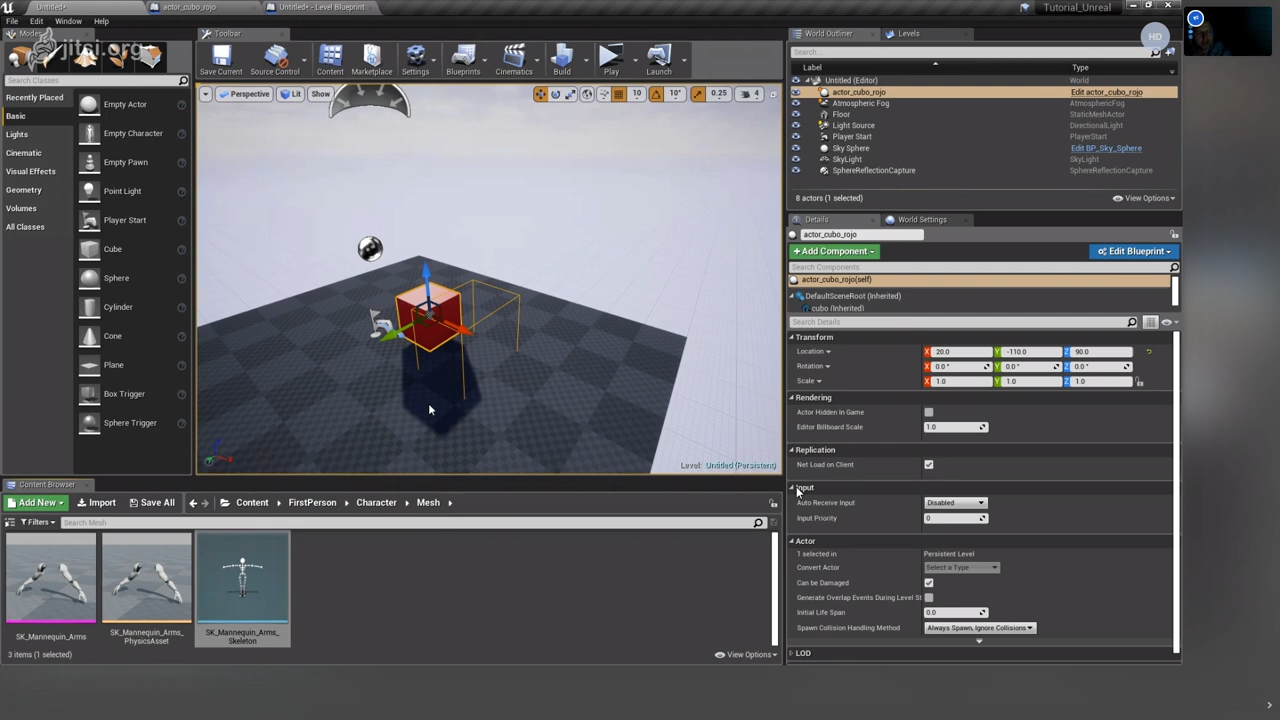 Untitled*
actor_cubo_rojo
Untitled* - Level Blueprint
Tutorial_Unreal
File
Edit
Window
Help
Modes
jitsi.org
Toolbar
Save Current
Source Control
Content
Marketplace
Settings
Blueprints
Cinematics
Build
Play
Launch
Search Classes
Recently Placed
Basic
Lights
Cinematic
Visual Effects
Geometry
Volumes
All Classes
Empty Actor
Empty Character
Empty Pawn
Point Light
Player Start
Cube
Sphere
Cylinder
Cone
Plane
Box Trigger
Sphere Trigger
Perspective
Lit
Show
10
10°
0.25
4
Level: Untitled (Persistent)
World Outliner
Levels
HD
Search...
Label
Type
Untitled (Editor)
World
actor_cubo_rojo
Edit actor_cubo_rojo
Atmospheric Fog
AtmosphericFog
Floor
StaticMeshActor
Light Source
DirectionalLight
Player Start
PlayerStart
Sky Sphere
Edit BP_Sky_Sphere
SkyLight
SkyLight
SphereReflectionCapture
SphereReflectionCapture
8 actors (1 selected)
View Options
Details
World Settings
actor_cubo_rojo
+ Add Component
Edit Blueprint
Search Components
actor_cubo_rojo(self)
DefaultSceneRoot (Inherited)
cubo (Inherited)
Search Details
Transform
Location
X 20.0
Y -110.0
Z 90.0
Rotation
X 0.0°
Y 0.0°
Z 0.0°
Scale
X 1.0
Y 1.0
Z 1.0
Rendering
Actor Hidden In Game
Editor Billboard Scale
1.0
Replication
Net Load on Client
Input
Auto Receive Input
Disabled
Input Priority
0
Actor
1 selected in
Persistent Level
Convert Actor
Select a Type
Can be Damaged
Generate Overlap Events During Level St
Initial Life Span
0.0
Spawn Collision Handling Method
Always Spawn, Ignore Collisions
LOD
Content Browser
Add New
Import
Save All
Content
FirstPerson
Character
Mesh
Filters
Search Mesh
SK_Mannequin_Arms
SK_Mannequin_Arms_
PhysicsAsset
SK_Mannequin_Arms_
Skeleton
3 items (1 selected)
View Options